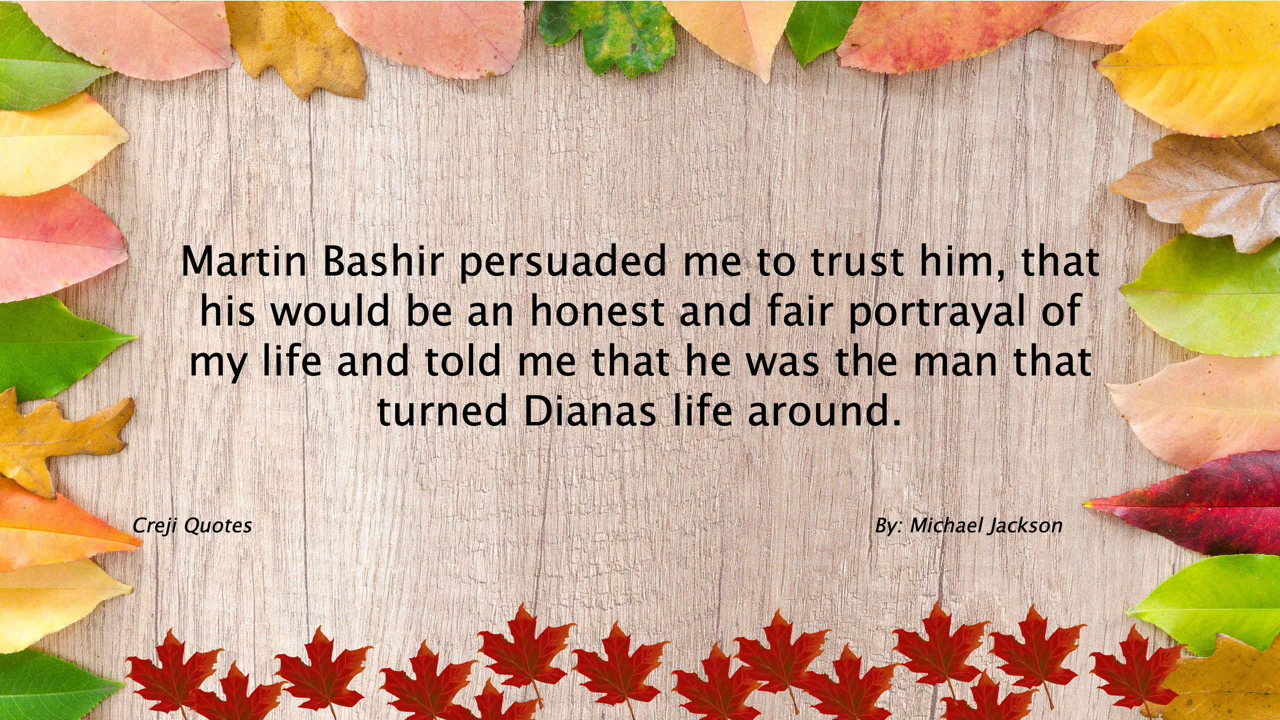 Martin Bashir persuaded me to trust him, that
his would be an honest and fair portrayal of
my life and told me that he was the man that
turned Dianas life around.
Creji Quotes
By: Michael Jackson